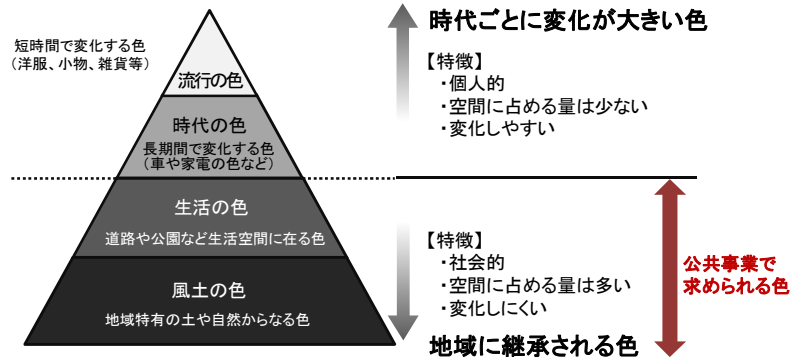 短時間で変化する色
（洋服、小物、雑貨等）
流行の色
時代の色
長期間で変化する色
（車や家電の色など）
生活の色
道路や公園など生活空間に在る色
風土の色
地域特有の土や自然からなる色
時代ごとに変化が大きい色
【特徴】
・個人的
・空間に占める量は少ない
・変化しやすい
【特徴】
・社会的
・空間に占める量は多い
・変化しにくい
地域に継承される色
公共事業で
求められる色